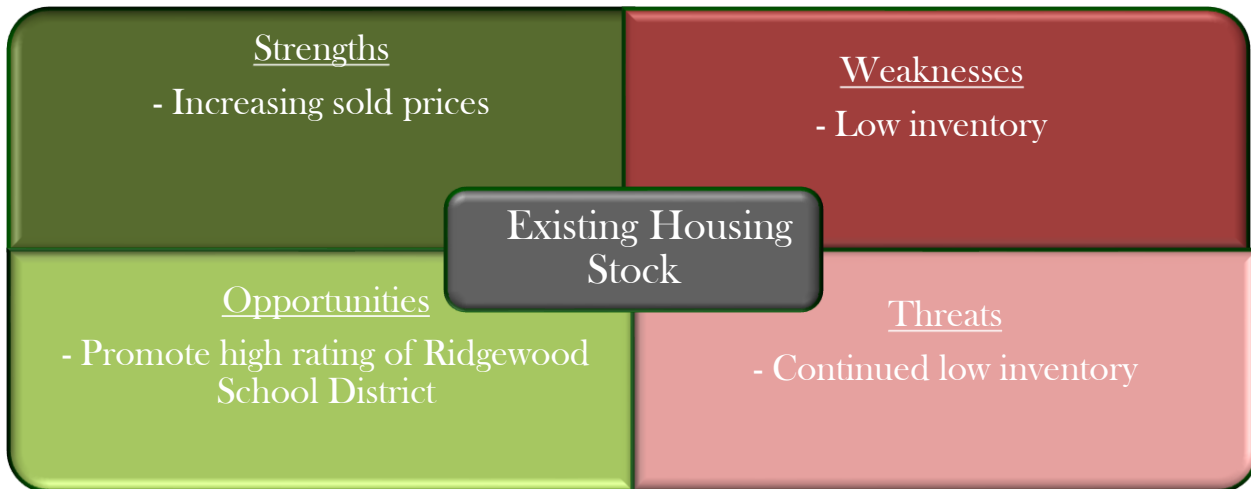 Strengths
- Increasing sold prices
Weaknesses
- Low inventory
Existing Housing
Stock
Opportunities
- Promote high rating of Ridgewood
School District
Threats
- Continued low inventory